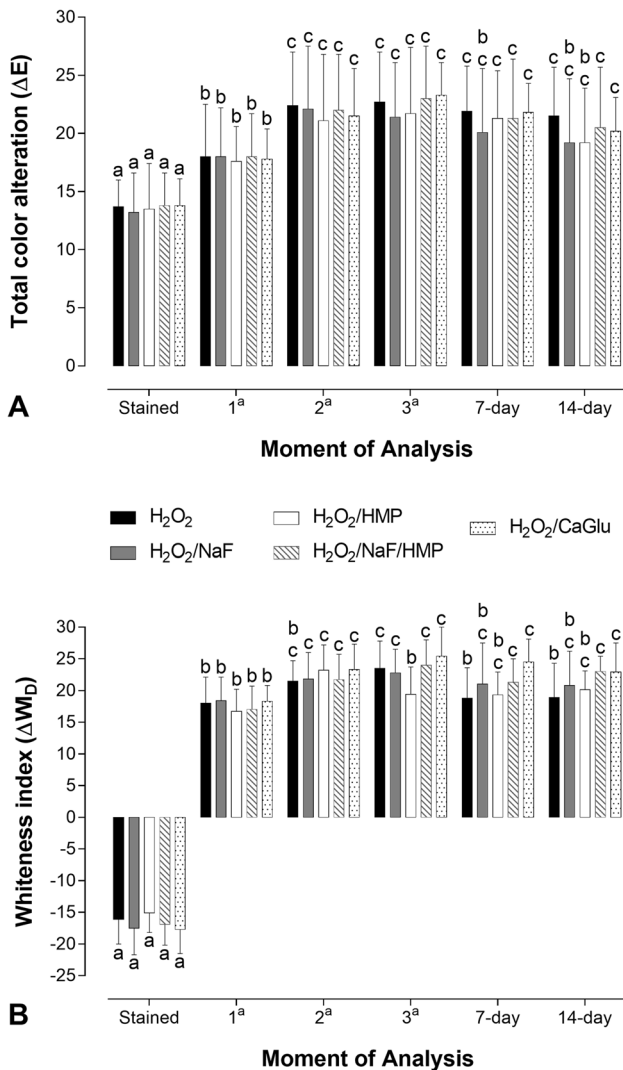 Total color alteration (ΔE)
30
25
20
15
10
5
0
a a a a a
b b b b b
c c c c c
c c c c c
c b c c c c
c b c b c c c
Stained 1ª 2ª 3ª 7-day 14-day
A
Moment of Analysis
H₂O₂
H₂O₂/NaF
H₂O₂/HMP
H₂O₂/NaF/HMP
H₂O₂/CaGlu
Whiteness index (ΔWI_D)
30
25
20
15
10
5
0
-5
-10
-15
-20
-25
a a a a a
b b b b b
b c c c c c
c c b c c
b b c b c c c
b b c b c c c
Stained 1ª 2ª 3ª 7-day 14-day
B
Moment of Analysis